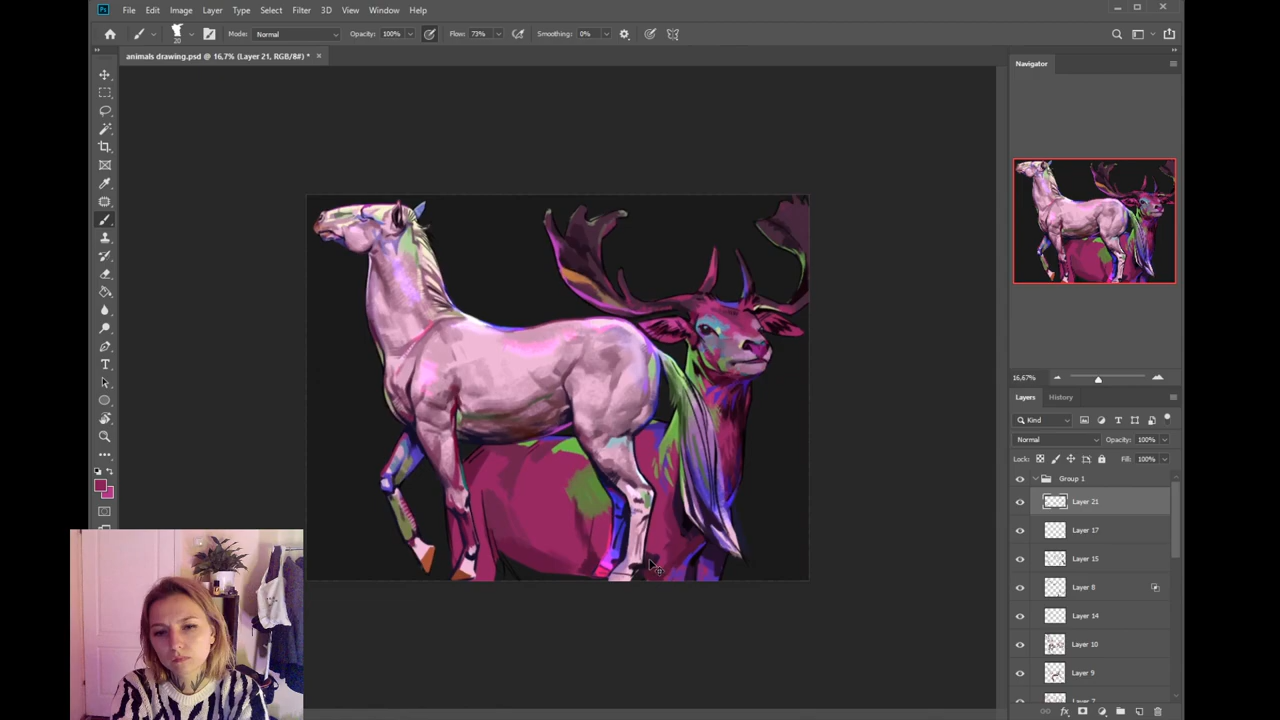 Ps File Edit Image Layer Type Select Filter 3D View Window Help
20 Mode: Normal Opacity: 100% Flow: 73% Smoothing: 0%
animals drawing.psd @ 16,7% (Layer 21, RGB/8#) * ×
Navigator
16,67%
Layers History
Kind
Normal Opacity: 100%
Lock: Fill: 100%
Group 1
Layer 21
Layer 17
Layer 15
Layer 8
Layer 14
Layer 10
Layer 9